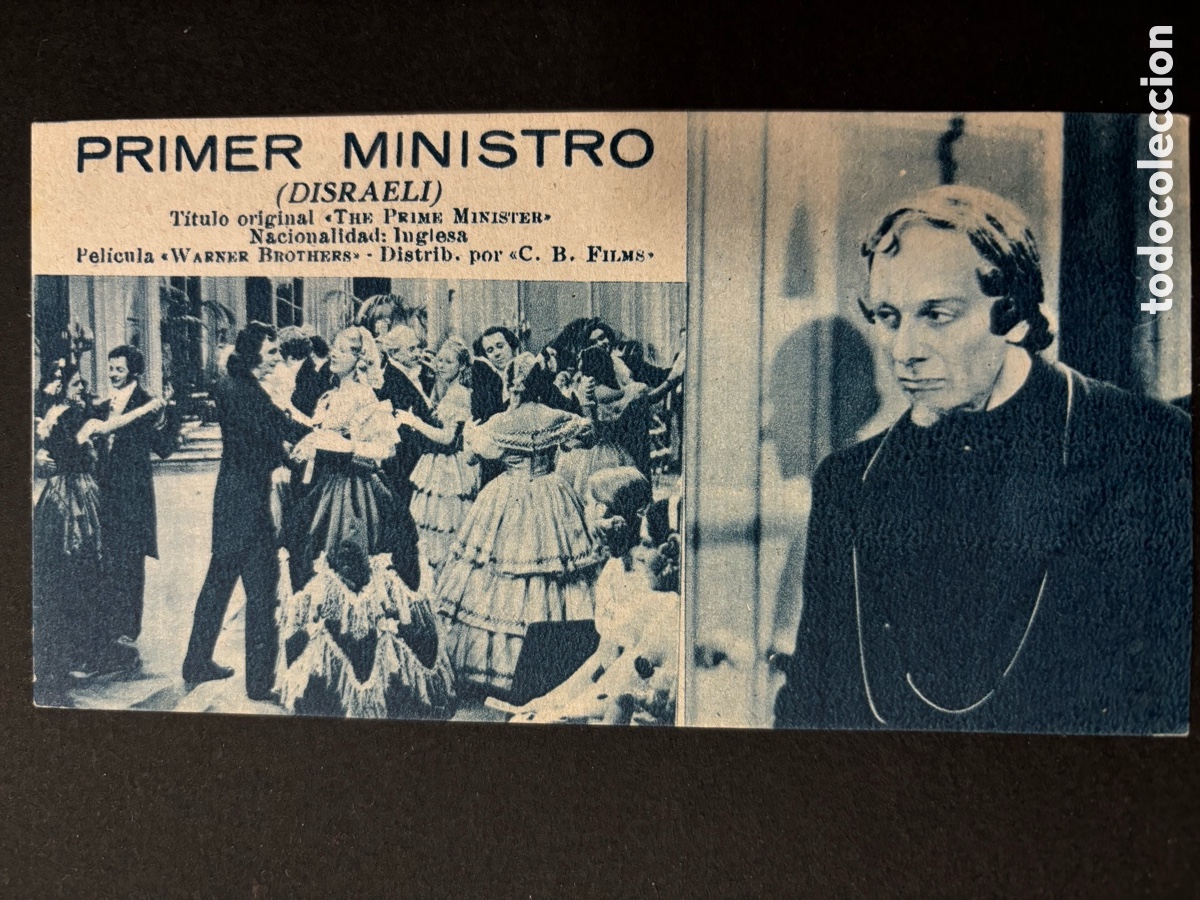 PRIMER MINISTRO
(DISRAELI)
Título original «THE PRIME MINISTER»
Nacionalidad: Inglesa
Película «WARNER BROTHERS» - Distrib. por «C. B. FILMS»
todocoleccion